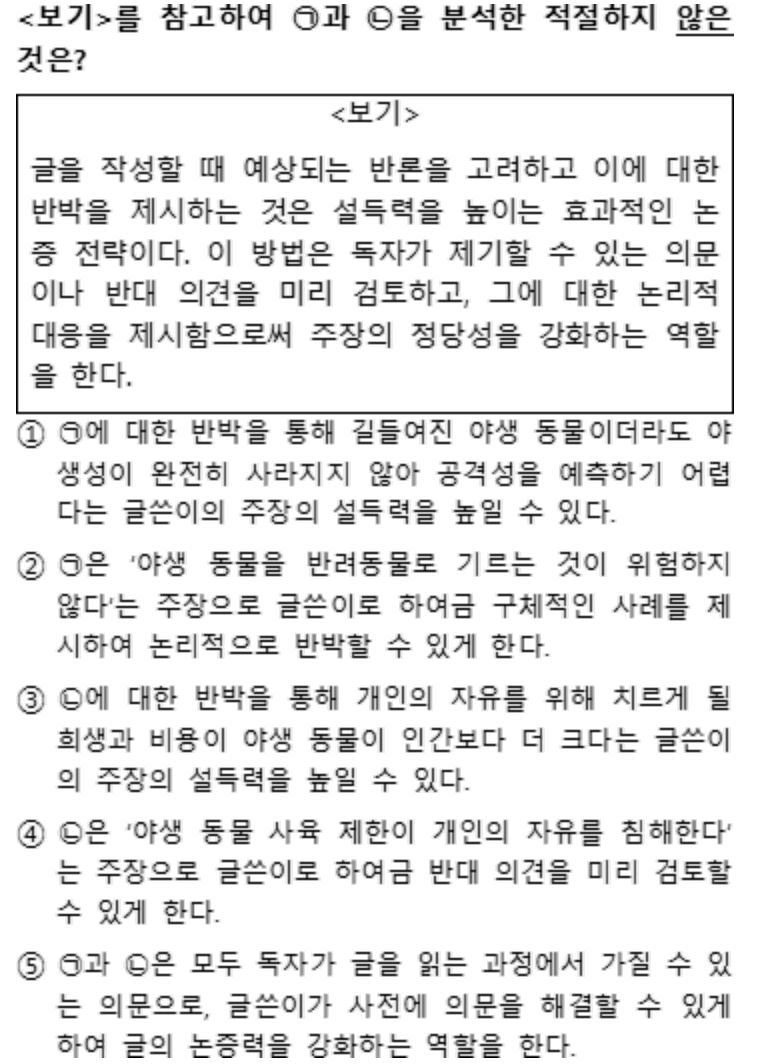 <보기>를 참고하여 ㉠과 ㉡을 분석한 적절하지 않은
것은?
<보기>
글을 작성할 때 예상되는 반론을 고려하고 이에 대한
반박을 제시하는 것은 설득력을 높이는 효과적인 논
증 전략이다. 이 방법은 독자가 제기할 수 있는 의문
이나 반대 의견을 미리 검토하고, 그에 대한 논리적
대응을 제시함으로써 주장의 정당성을 강화하는 역할
을 한다.
① ㉠에 대한 반박을 통해 길들여진 야생 동물이더라도 야
생성이 완전히 사라지지 않아 공격성을 예측하기 어렵
다는 글쓴이의 주장의 설득력을 높일 수 있다.
② ㉠은 '야생 동물을 반려동물로 기르는 것이 위험하지
않다'는 주장으로 글쓴이로 하여금 구체적인 사례를 제
시하여 논리적으로 반박할 수 있게 한다.
③ ㉡에 대한 반박을 통해 개인의 자유를 위해 치르게 될
희생과 비용이 야생 동물이 인간보다 더 크다는 글쓴이
의 주장의 설득력을 높일 수 있다.
④ ㉡은 '야생 동물 사육 제한이 개인의 자유를 침해한다'
는 주장으로 글쓴이로 하여금 반대 의견을 미리 검토할
수 있게 한다.
⑤ ㉠과 ㉡은 모두 독자가 글을 읽는 과정에서 가질 수 있
는 의문으로, 글쓴이가 사전에 의문을 해결할 수 있게
하여 글의 논증력을 강화하는 역할을 한다.